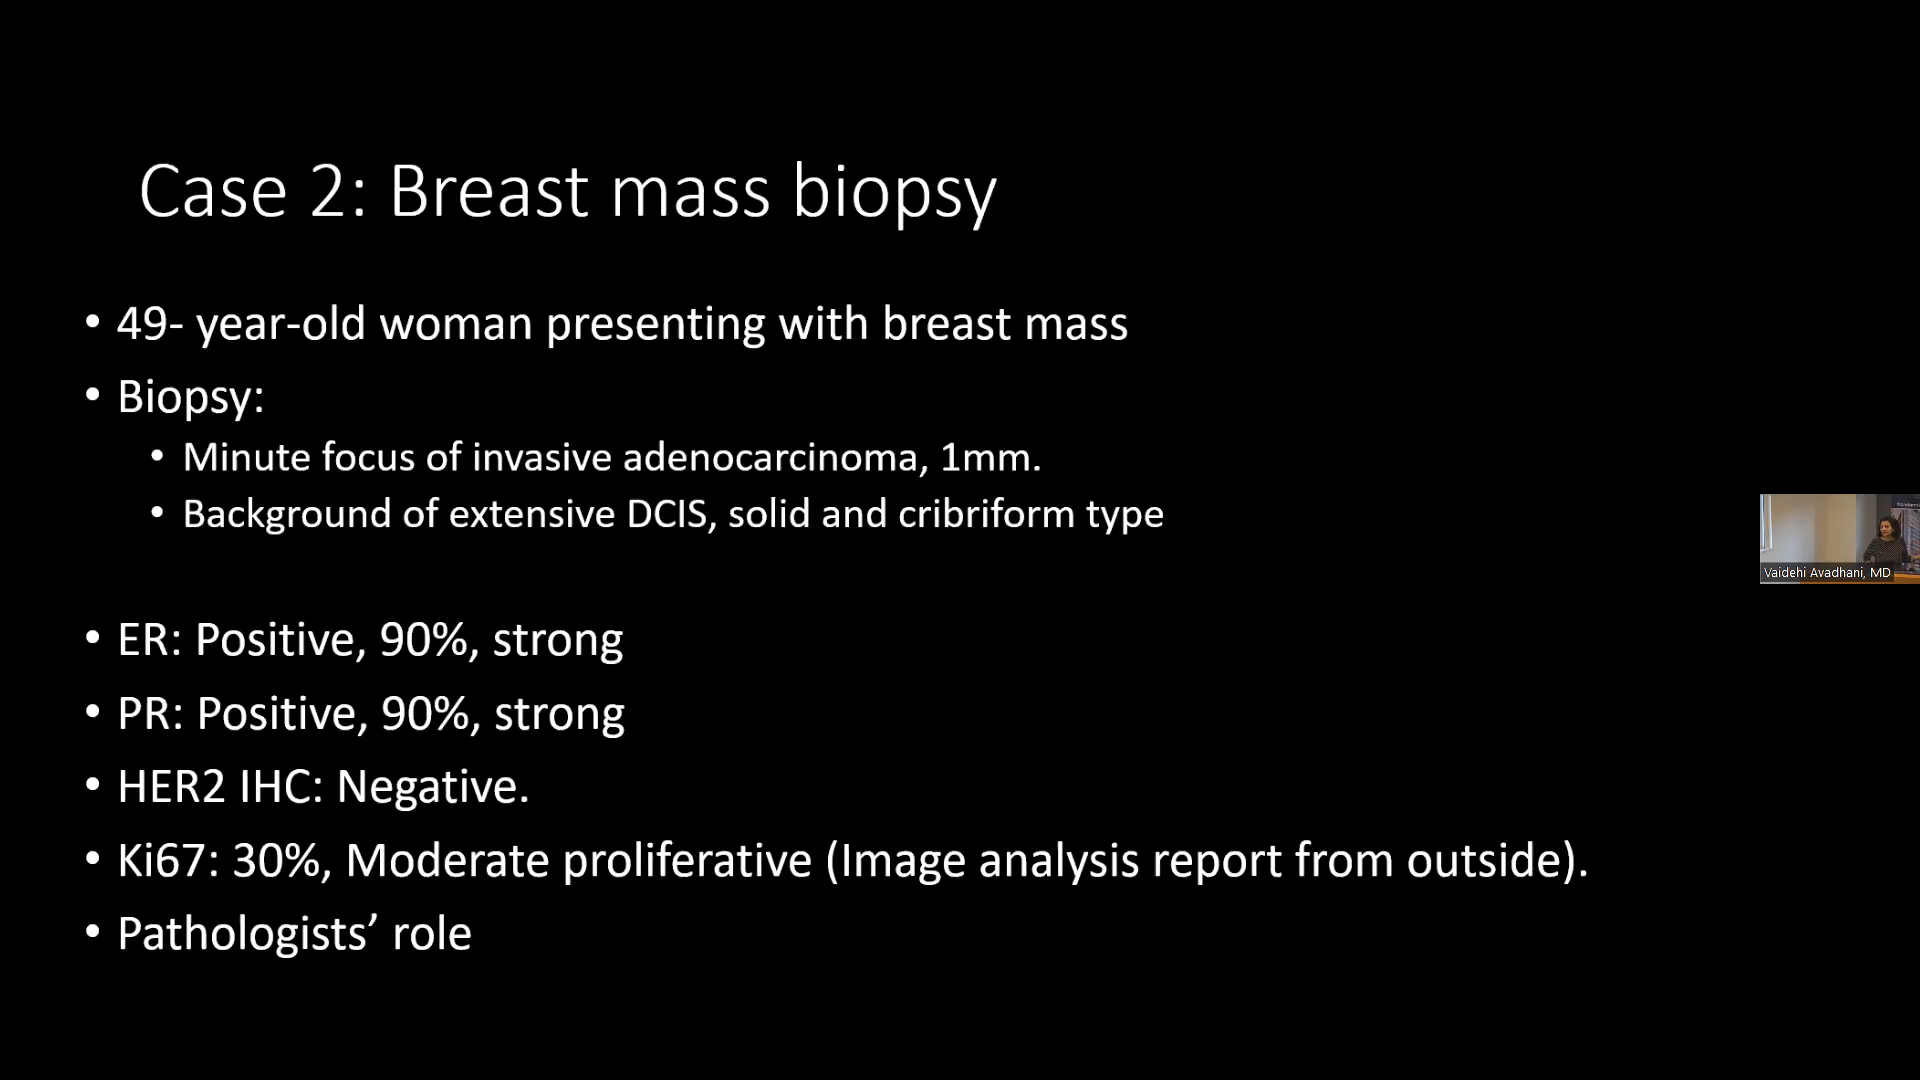 Case 2: Breast mass biopsy
• 49- year-old woman presenting with breast mass
• Biopsy:
• Minute focus of invasive adenocarcinoma, 1mm.
• Background of extensive DCIS, solid and cribriform type
• ER: Positive, 90%, strong
• PR: Positive, 90%, strong
• HER2 IHC: Negative.
• Ki67: 30%, Moderate proliferative (Image analysis report from outside).
• Pathologists’ role
Vaidehi Avadhani, MD